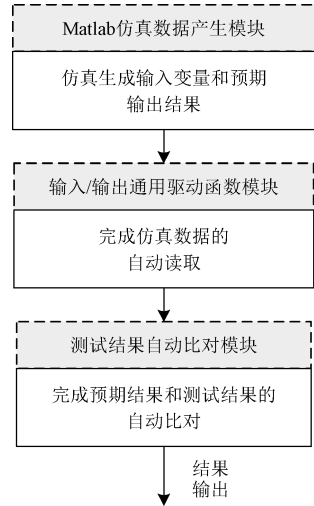 Matlab仿真数据产生模块
仿真生成输入变量和预期
输出结果
输入/输出通用驱动函数模块
完成仿真数据的
自动读取
测试结果自动比对模块
完成预期结果和测试结果的
自动比对
结果
输出